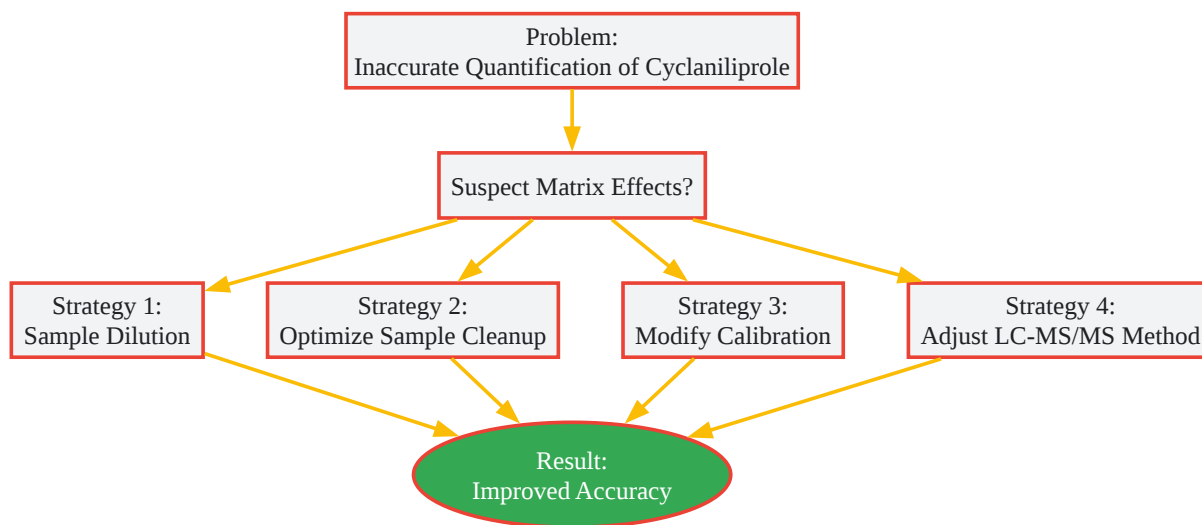 Problem:
Inaccurate Quantification of Cyclaniliprole
Suspect Matrix Effects?
Strategy 1:
Sample Dilution
Strategy 2:
Optimize Sample Cleanup
Strategy 3:
Modify Calibration
Strategy 4:
Adjust LC-MS/MS Method
Result:
Improved Accuracy